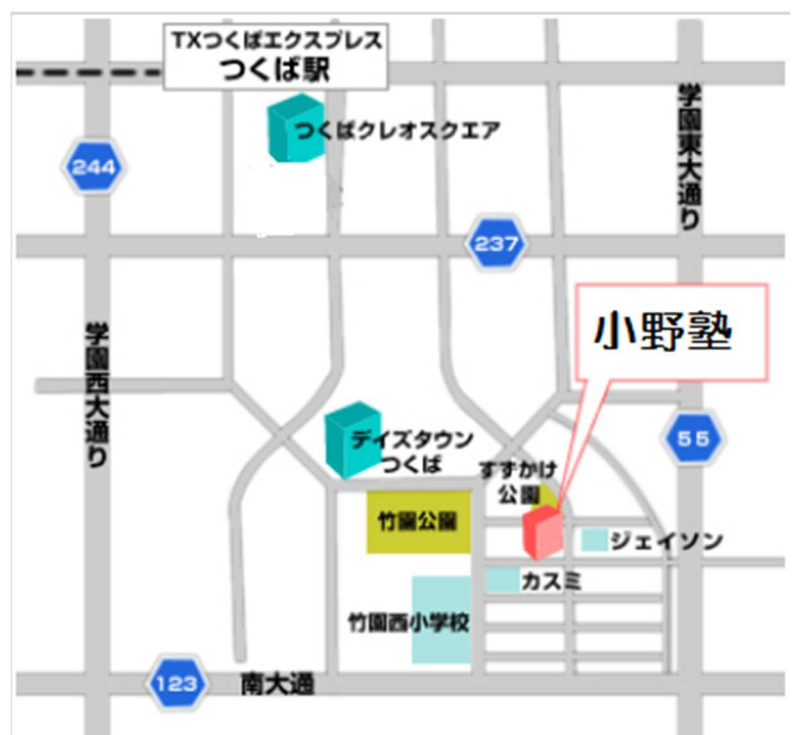 TXつくばエクスプレス
つくば駅
つくばクレオスクエア
244
学園東大通り
237
小野塾
学園西大通り
デイズタウン
つくば
55
すずかけ
公園
竹園公園
ジェイソン
カスミ
竹園西小学校
123
南大通